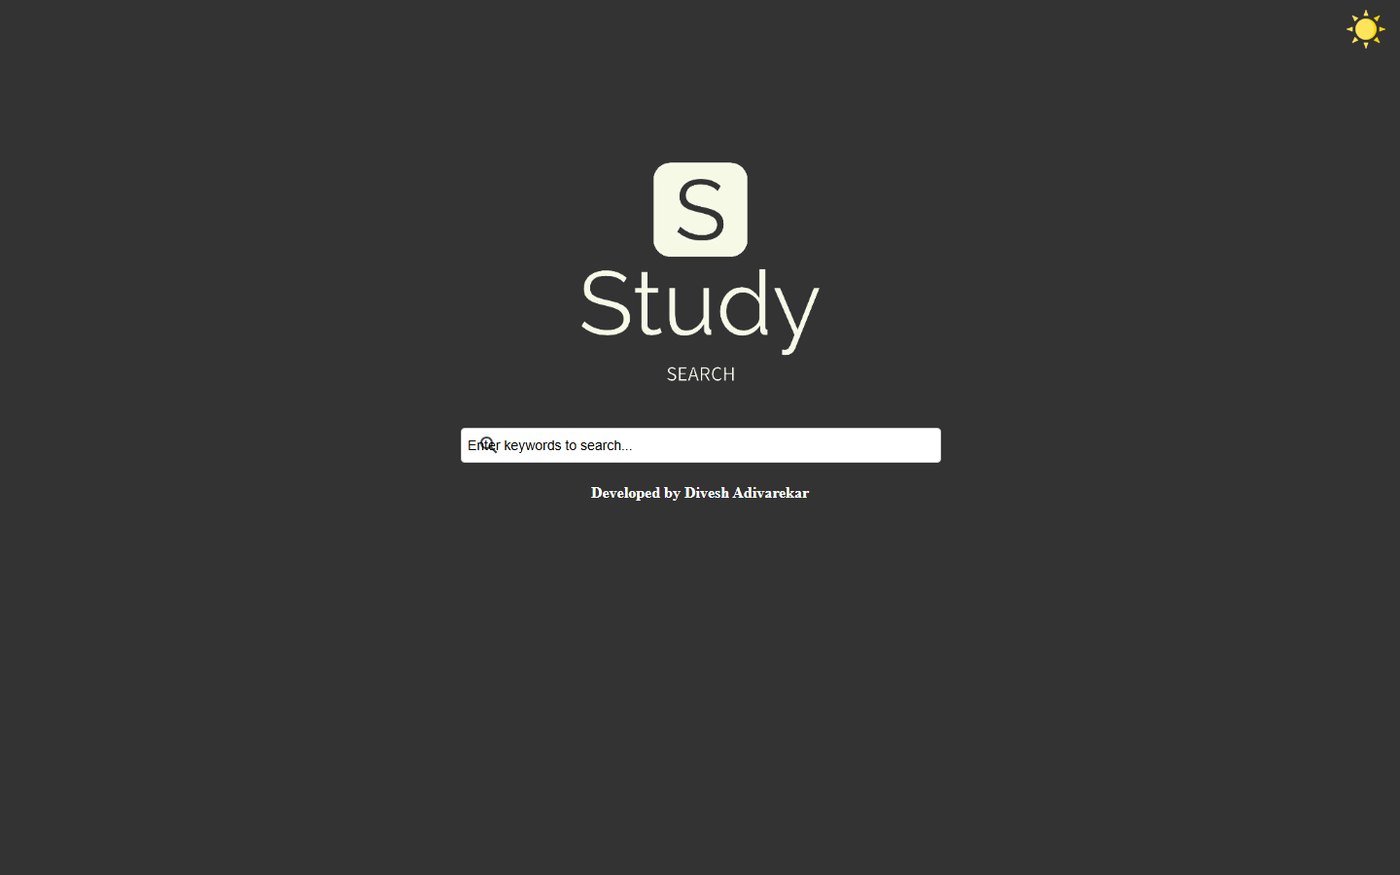 S
Study
SEARCH
Enter keywords to search...
Developed by Divesh Adivarekar